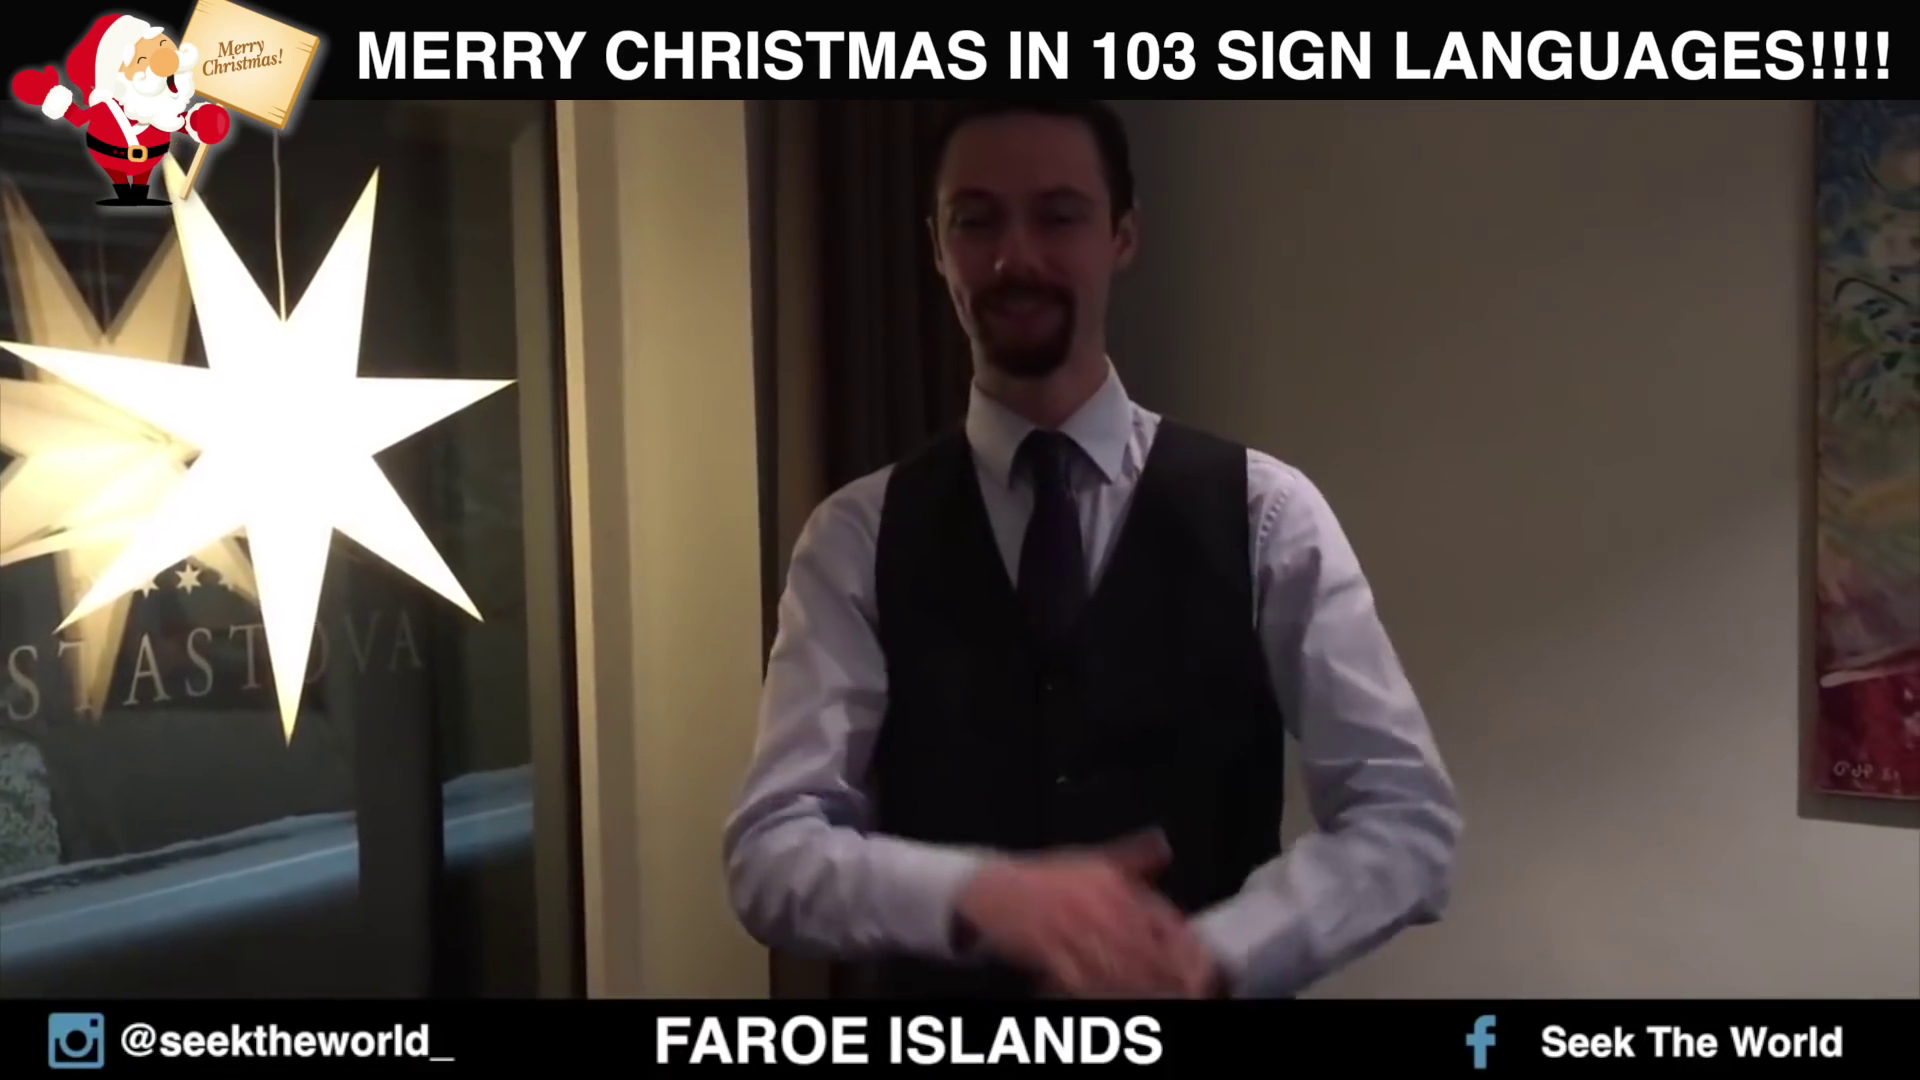 Merry
Christmas!
MERRY CHRISTMAS IN 103 SIGN LANGUAGES!!!!
@seektheworld_
FAROE ISLANDS
Seek The World